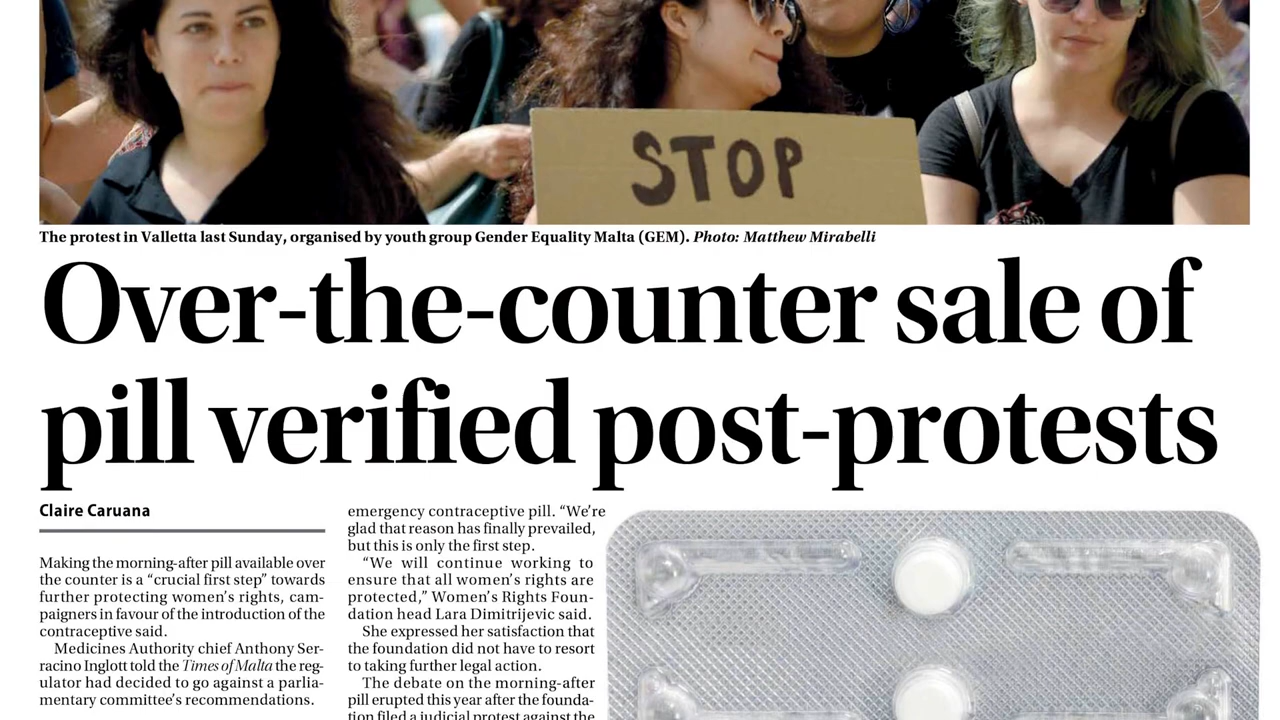 STOP
The protest in Valletta last Sunday, organised by youth group Gender Equality Malta (GEM). Photo: Matthew Mirabelli
Over-the-counter sale of
pill verified post-protests
Claire Caruana
Making the morning-after pill available over
the counter is a “crucial first step” towards
further protecting women’s rights, cam-
paigners in favour of the introduction of the
contraceptive said.
Medicines Authority chief Anthony Ser-
racino Inglott told the Times of Malta the reg-
ulator had decided to go against a parlia-
mentary committee’s recommendations.
emergency contraceptive pill. “We’re
glad that reason has finally prevailed,
but this is only the first step.
“We will continue working to
ensure that all women’s rights are
protected,” Women’s Rights Foun-
dation head Lara Dimitrijevic said.
She expressed her satisfaction that
the foundation did not have to resort
to taking further legal action.
The debate on the morning-after
pill erupted this year after the founda-
tion filed a judicial protest against the